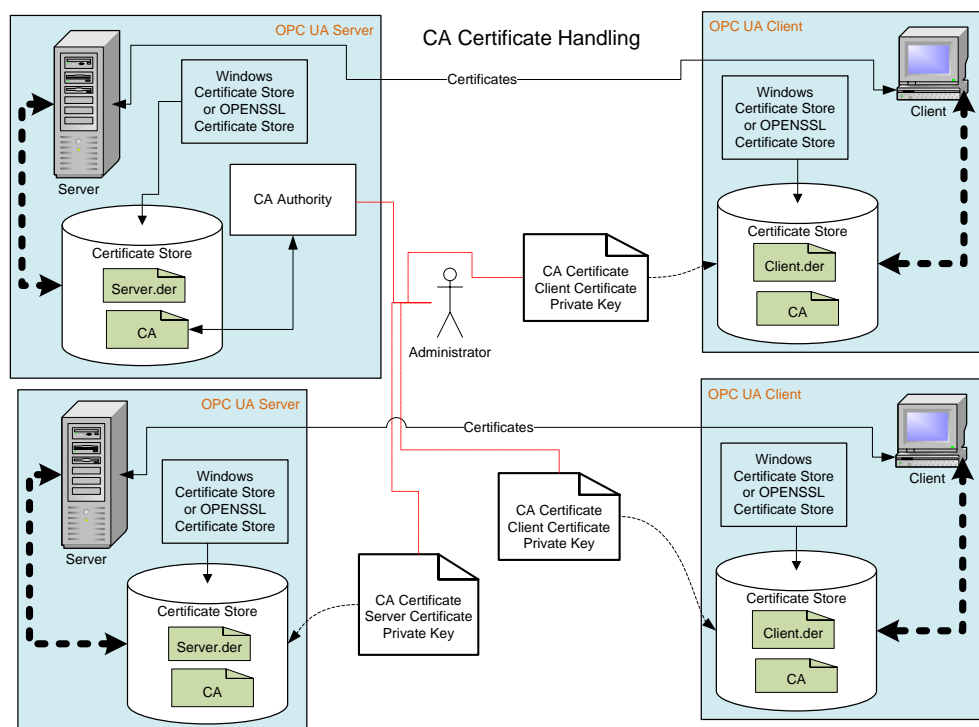 OPC UA Server
CA Certificate Handling
OPC UA Client
Certificates
Windows
Certificate Store
or OPENSSL
Certificate Store
Server
CA Authority
Certificate Store
Server.der
CA
Windows
Certificate Store
or OPENSSL
Certificate Store
Client
Certificate Store
Client.der
CA
CA Certificate
Client Certificate
Private Key
Administrator
OPC UA Server
OPC UA Client
Certificates
Windows
Certificate Store
or OPENSSL
Certificate Store
Server
Certificate Store
Server.der
CA
CA Certificate
Server Certificate
Private Key
CA Certificate
Client Certificate
Private Key
Windows
Certificate Store
or OPENSSL
Certificate Store
Client
Certificate Store
Client.der
CA